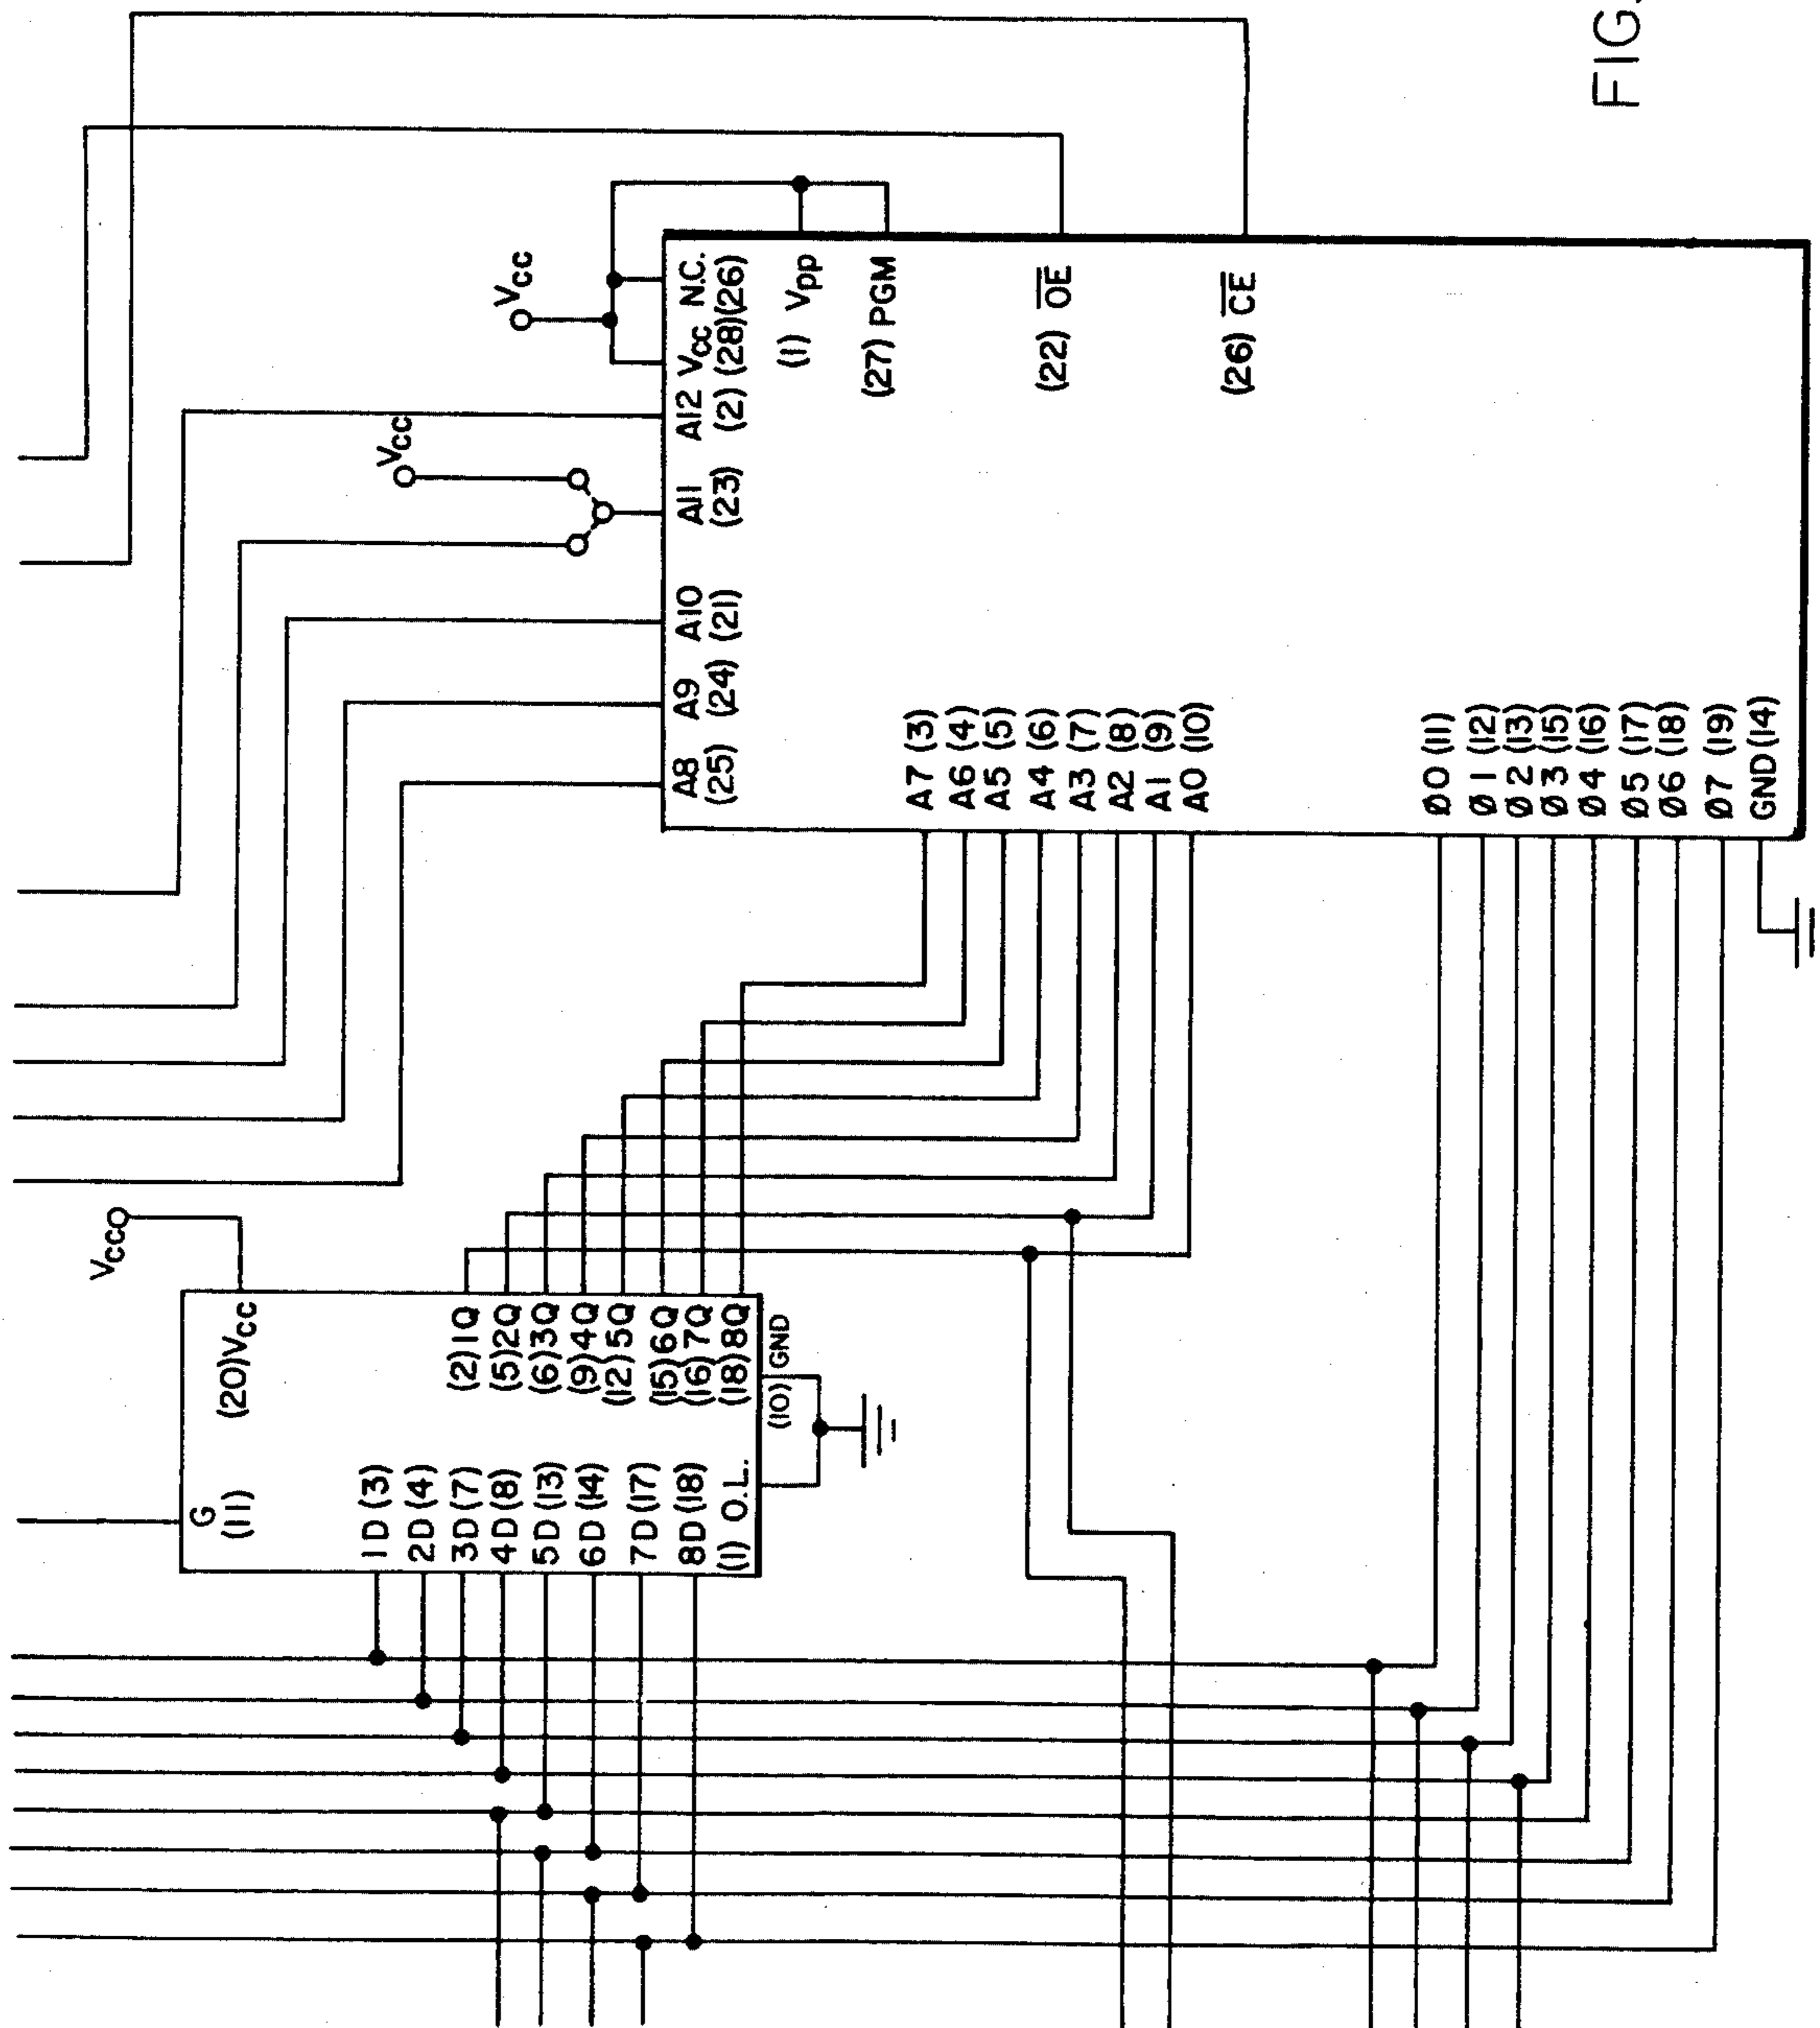 FIG.
Vcc
Vcc
N.C.
(26)
Vcc
(28)
A12
(2)
A11
(23)
A10
(21)
A9
(24)
A8
(25)
(1) Vpp
(27) PGM
(22) OE
(26) CE
A7 (3)
A6 (4)
A5 (5)
A4 (6)
A3 (7)
A2 (8)
A1 (9)
A0 (10)
Ø0 (11)
Ø1 (12)
Ø2 (13)
Ø3 (15)
Ø4 (16)
Ø5 (17)
Ø6 (18)
Ø7 (19)
GND (14)
Vcc
(20) Vcc
G
(11)
(2) 1Q
(5) 2Q
(6) 3Q
(9) 4Q
(12) 5Q
(15) 6Q
(16) 7Q
(18) 8Q
(10) GND
1D (3)
2D (4)
3D (7)
4D (8)
5D (13)
6D (14)
7D (17)
8D (18)
(1) O.L.